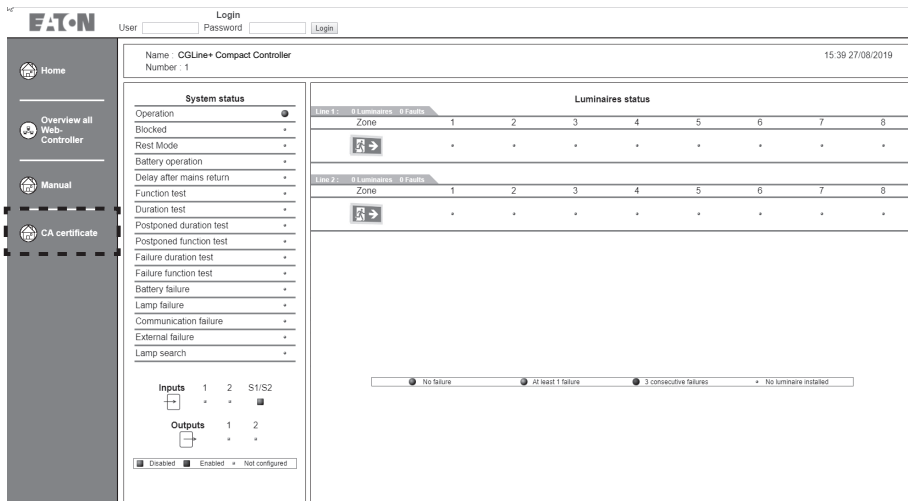 EATON
Login
User Password Login
Home
Overview all
Web-
Controller
Manual
CA certificate
Name : CGLine+ Compact Controller
Number : 1
15:39 27/08/2019
System status
Operation
Blocked
Rest Mode
Battery operation
Delay after mains return
Function test
Duration test
Postponed duration test
Postponed function test
Failure duration test
Failure function test
Battery failure
Lamp failure
Communication failure
External failure
Lamp search
Inputs 1 2 S1/S2
Outputs 1 2
Disabled Enabled Not configured
Luminaires status
Line 1 : 0 Luminaires 0 Faults
Zone 1 2 3 4 5 6 7 8
Line 2 : 0 Luminaires 0 Faults
Zone 1 2 3 4 5 6 7 8
No failure At least 1 failure 3 consecutive failures No luminaire installed